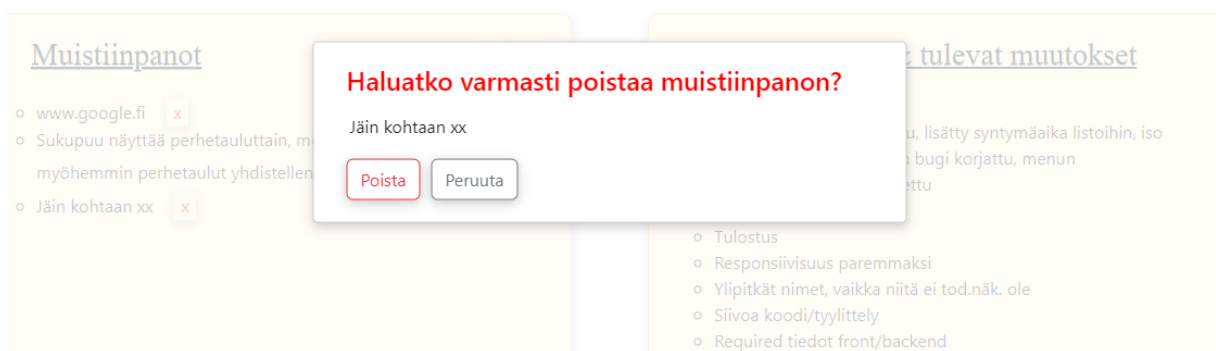 Muistiinpanot
www.google.fi x
Sukupuu näyttää perhetauluttain,
myöhemmin perhetaulut yhdistellen
Jäin kohtaan xx x
Haluatko varmasti poistaa muistiinpanon?
Jäin kohtaan xx
Poista Peruuta
tulevat muutokset
lisätty syntymäaika listoihin, iso
bugi korjattu, menun
Tulostus
Responsiivisuus paremmaksi
Ylipitkät nimet, vaikka niitä ei tod.näk. ole
Siivoa koodi/tyylittely
Required tiedot front/backend